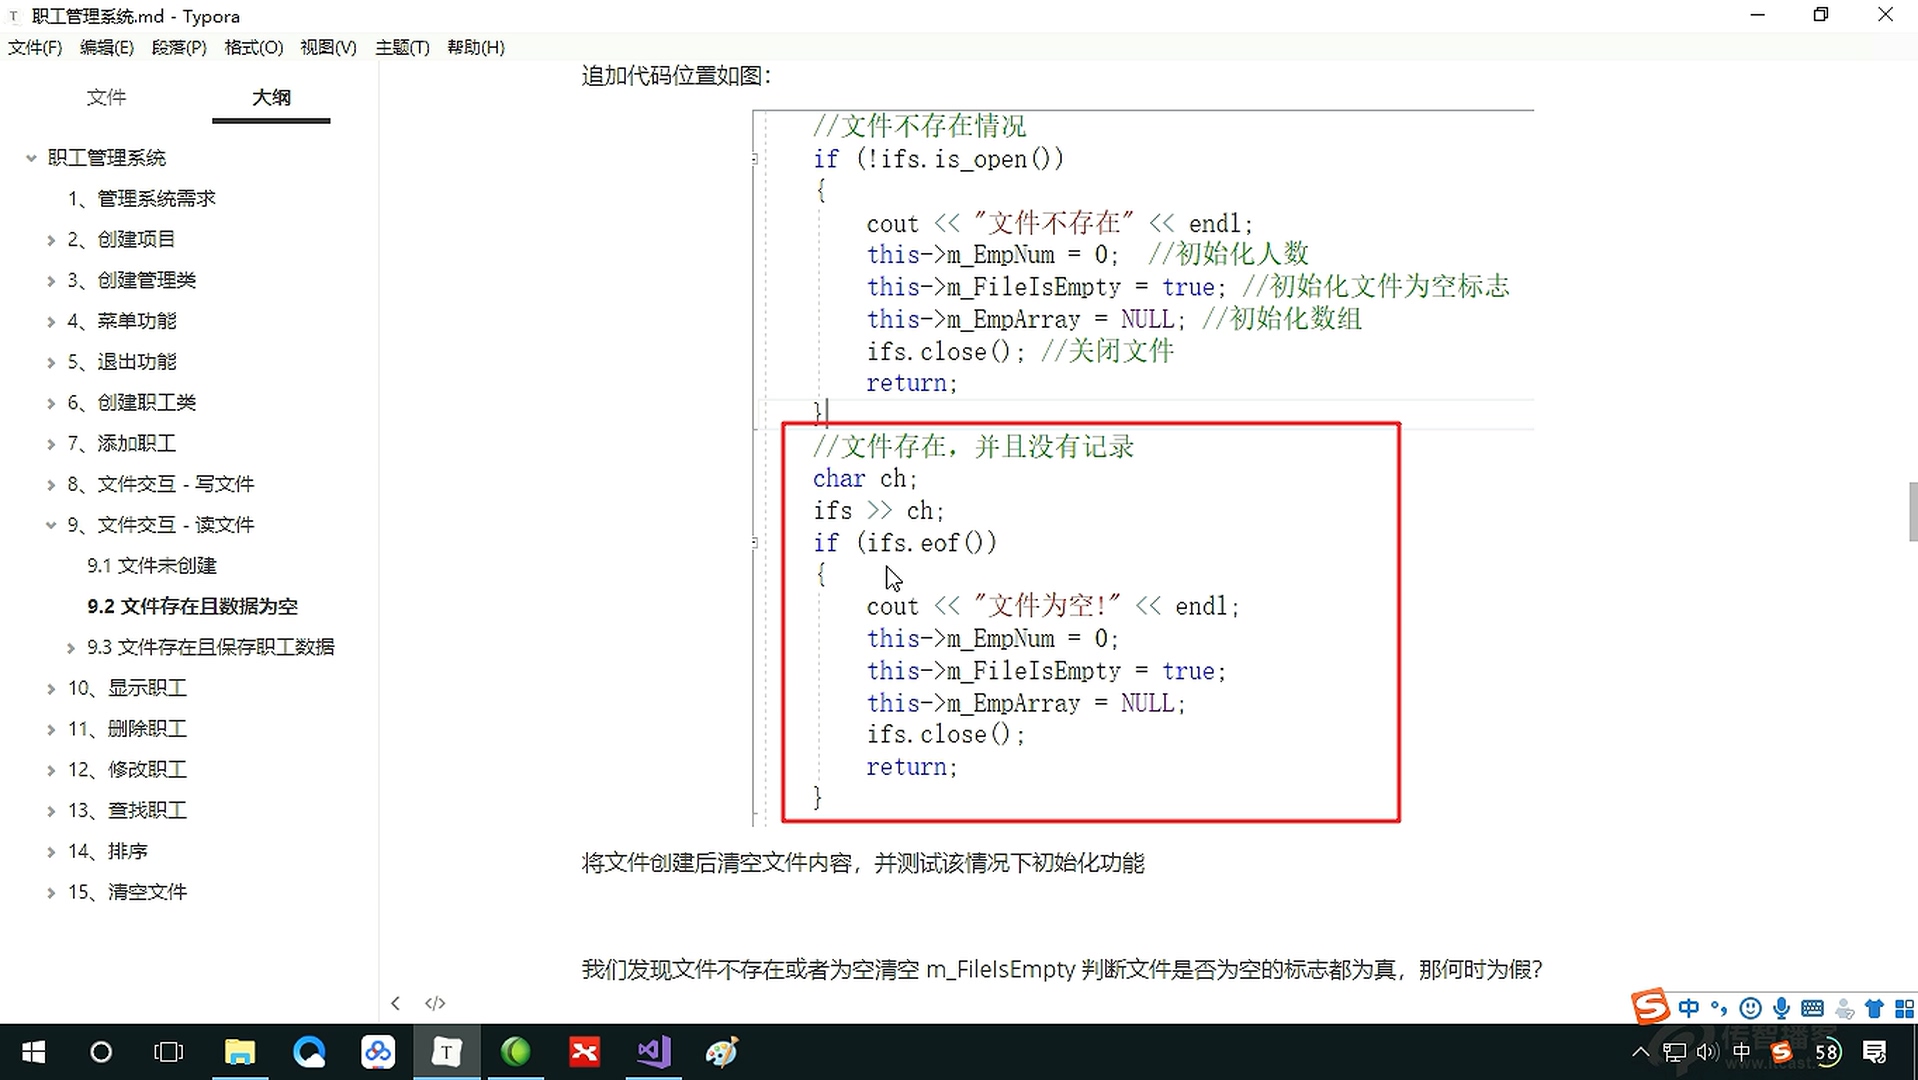 职工管理系统.md - Typora
文件(F) 编辑(E) 段落(P) 格式(O) 视图(V) 主题(T) 帮助(H)
文件 大纲
职工管理系统
1、管理系统需求
2、创建项目
3、创建管理类
4、菜单功能
5、退出功能
6、创建职工类
7、添加职工
8、文件交互 - 写文件
9、文件交互 - 读文件
9.1 文件未创建
9.2 文件存在且数据为空
9.3 文件存在且保存职工数据
10、显示职工
11、删除职工
12、修改职工
13、查找职工
14、排序
15、清空文件
追加代码位置如图：
//文件不存在情况
if (!ifs.is_open())
{
cout << "文件不存在" << endl;
this->m_EmpNum = 0;  //初始化人数
this->m_FileIsEmpty = true; //初始化文件为空标志
this->m_EmpArray = NULL; //初始化数组
ifs.close(); //关闭文件
return;
}
//文件存在，并且没有记录
char ch;
ifs >> ch;
if (ifs.eof())
{
cout << "文件为空!" << endl;
this->m_EmpNum = 0;
this->m_FileIsEmpty = true;
this->m_EmpArray = NULL;
ifs.close();
return;
}
将文件创建后清空文件内容，并测试该情况下初始化功能
我们发现文件不存在或者为空清空 m_FileIsEmpty 判断文件是否为空的标志都为真，那何时为假？
</> 
中
中 58
传智播客
www.itcast.